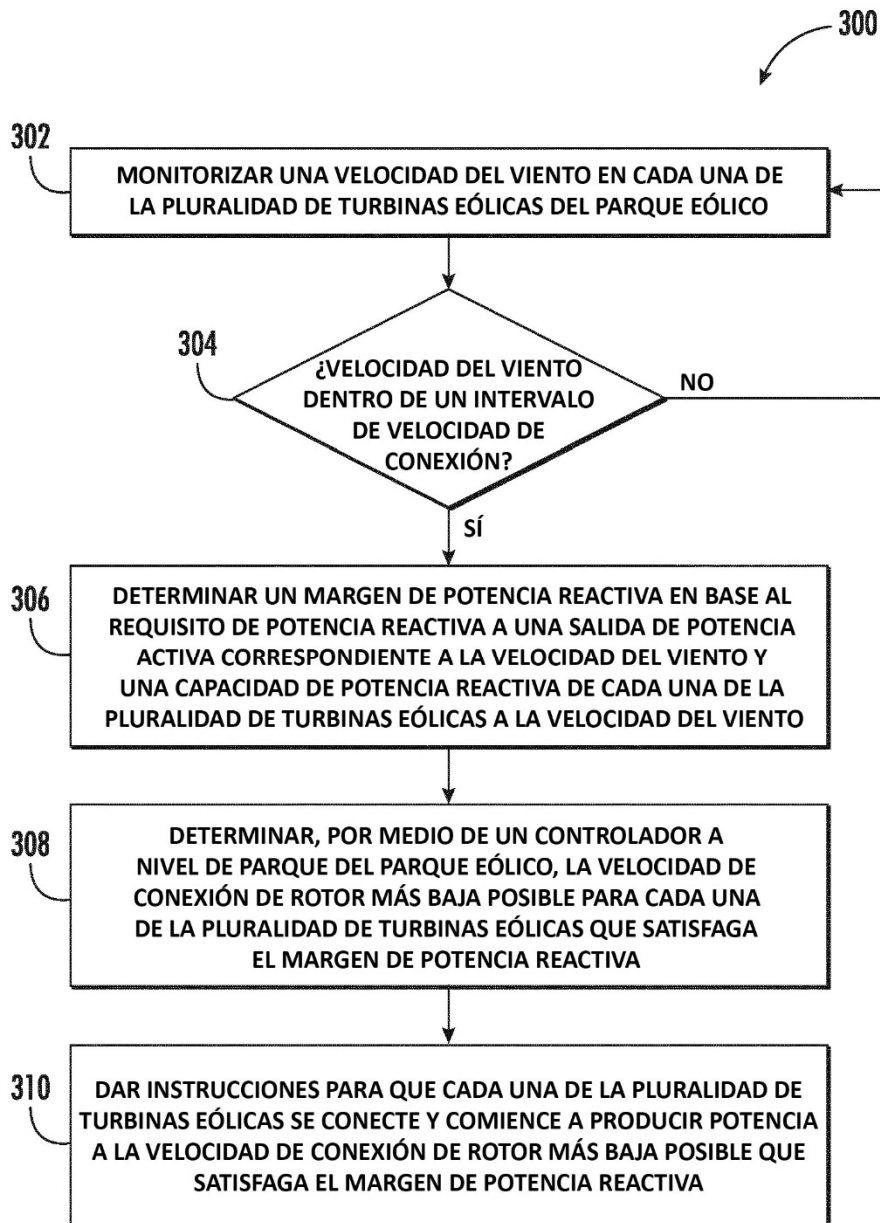 300
302
MONITORIZAR UNA VELOCIDAD DEL VIENTO EN CADA UNA DE
LA PLURALIDAD DE TURBINAS EÓLICAS DEL PARQUE EÓLICO
304
¿VELOCIDAD DEL VIENTO
DENTRO DE UN INTERVALO
DE VELOCIDAD DE
CONEXIÓN?
NO
SÍ
306
DETERMINAR UN MARGEN DE POTENCIA REACTIVA EN BASE AL
REQUISITO DE POTENCIA REACTIVA A UNA SALIDA DE POTENCIA
ACTIVA CORRESPONDIENTE A LA VELOCIDAD DEL VIENTO Y
UNA CAPACIDAD DE POTENCIA REACTIVA DE CADA UNA DE LA
PLURALIDAD DE TURBINAS EÓLICAS A LA VELOCIDAD DEL VIENTO
308
DETERMINAR, POR MEDIO DE UN CONTROLADOR A
NIVEL DE PARQUE DEL PARQUE EÓLICO, LA VELOCIDAD DE
CONEXIÓN DE ROTOR MÁS BAJA POSIBLE PARA CADA UNA
DE LA PLURALIDAD DE TURBINAS EÓLICAS QUE SATISFAGA
EL MARGEN DE POTENCIA REACTIVA
310
DAR INSTRUCCIONES PARA QUE CADA UNA DE LA PLURALIDAD DE
TURBINAS EÓLICAS SE CONECTE Y COMIENCE A PRODUCIR POTENCIA
A LA VELOCIDAD DE CONEXIÓN DE ROTOR MÁS BAJA POSIBLE QUE
SATISFAGA EL MARGEN DE POTENCIA REACTIVA